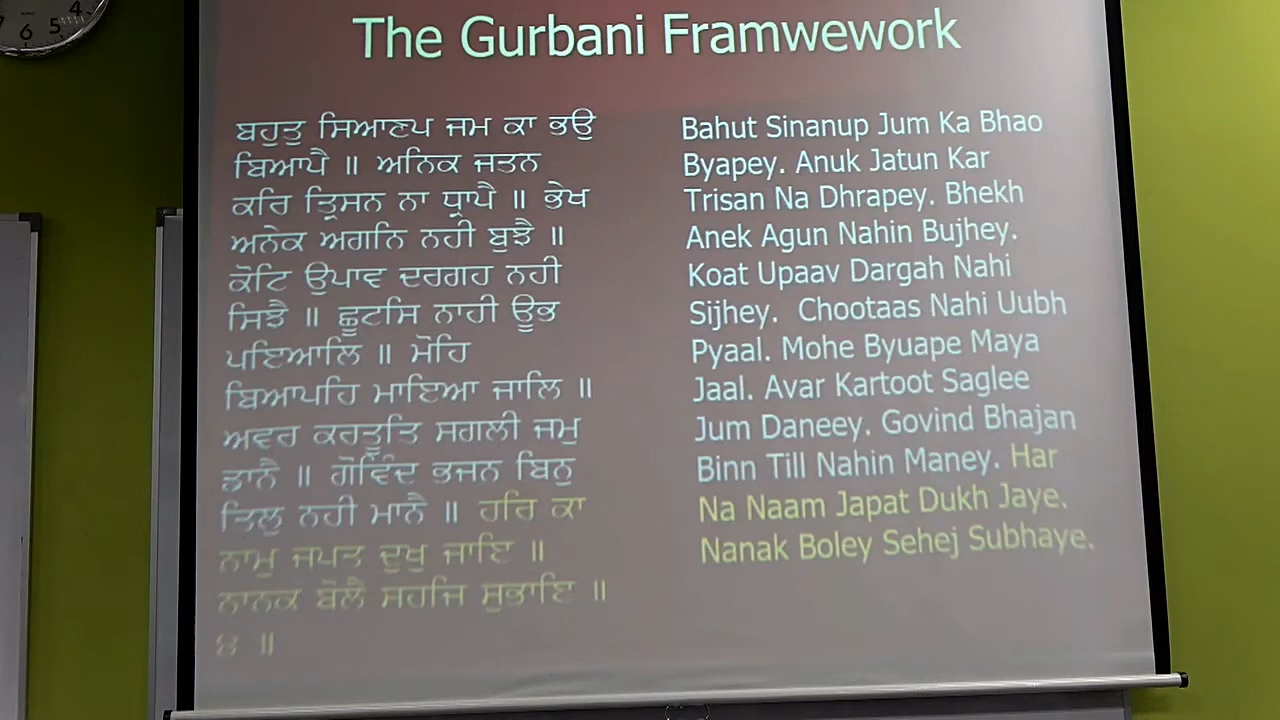 6 5 4
The Gurbani Framwework
ਬਹੁਤੁ ਸਿਆਣਪ ਜਮ ਕਾ ਭਉ
ਬਿਆਪੈ ॥ ਅਨਿਕ ਜਤਨ
ਕਰਿ ਤ੍ਰਿਸਨ ਨਾ ਧ੍ਰਾਪੈ ॥ ਭੇਖ
ਅਨੇਕ ਅਗਨਿ ਨਹੀ ਬੁਝੈ ॥
ਕੋਟਿ ਉਪਾਵ ਦਰਗਹ ਨਹੀ
ਸਿਝੈ ॥ ਛੂਟਸਿ ਨਾਹੀ ਊਭ
ਪਇਆਲਿ ॥ ਮੋਹਿ
ਬਿਆਪਹਿ ਮਾਇਆ ਜਾਲਿ ॥
ਅਵਰ ਕਰਤੂਤਿ ਸਗਲੀ ਜਮੁ
ਡਾਨੈ ॥ ਗੋਵਿੰਦ ਭਜਨ ਬਿਨੁ
ਤਿਲੁ ਨਹੀ ਮਾਨੈ ॥ ਹਰਿ ਕਾ
ਨਾਮੁ ਜਪਤ ਦੁਖੁ ਜਾਇ ॥
ਨਾਨਕ ਬੋਲੈ ਸਹਜਿ ਸੁਭਾਇ ॥
੪ ॥
Bahut Sinanup Jum Ka Bhao
Byapey. Anuk Jatun Kar
Trisan Na Dhrapey. Bhekh
Anek Agun Nahin Bujhey.
Koat Upaav Dargah Nahi
Sijhey. Chootaas Nahi Uubh
Pyaal. Mohe Byuape Maya
Jaal. Avar Kartoot Saglee
Jum Daneey. Govind Bhajan
Binn Till Nahin Maney. Har
Na Naam Japat Dukh Jaye.
Nanak Boley Sehej Subhaye.